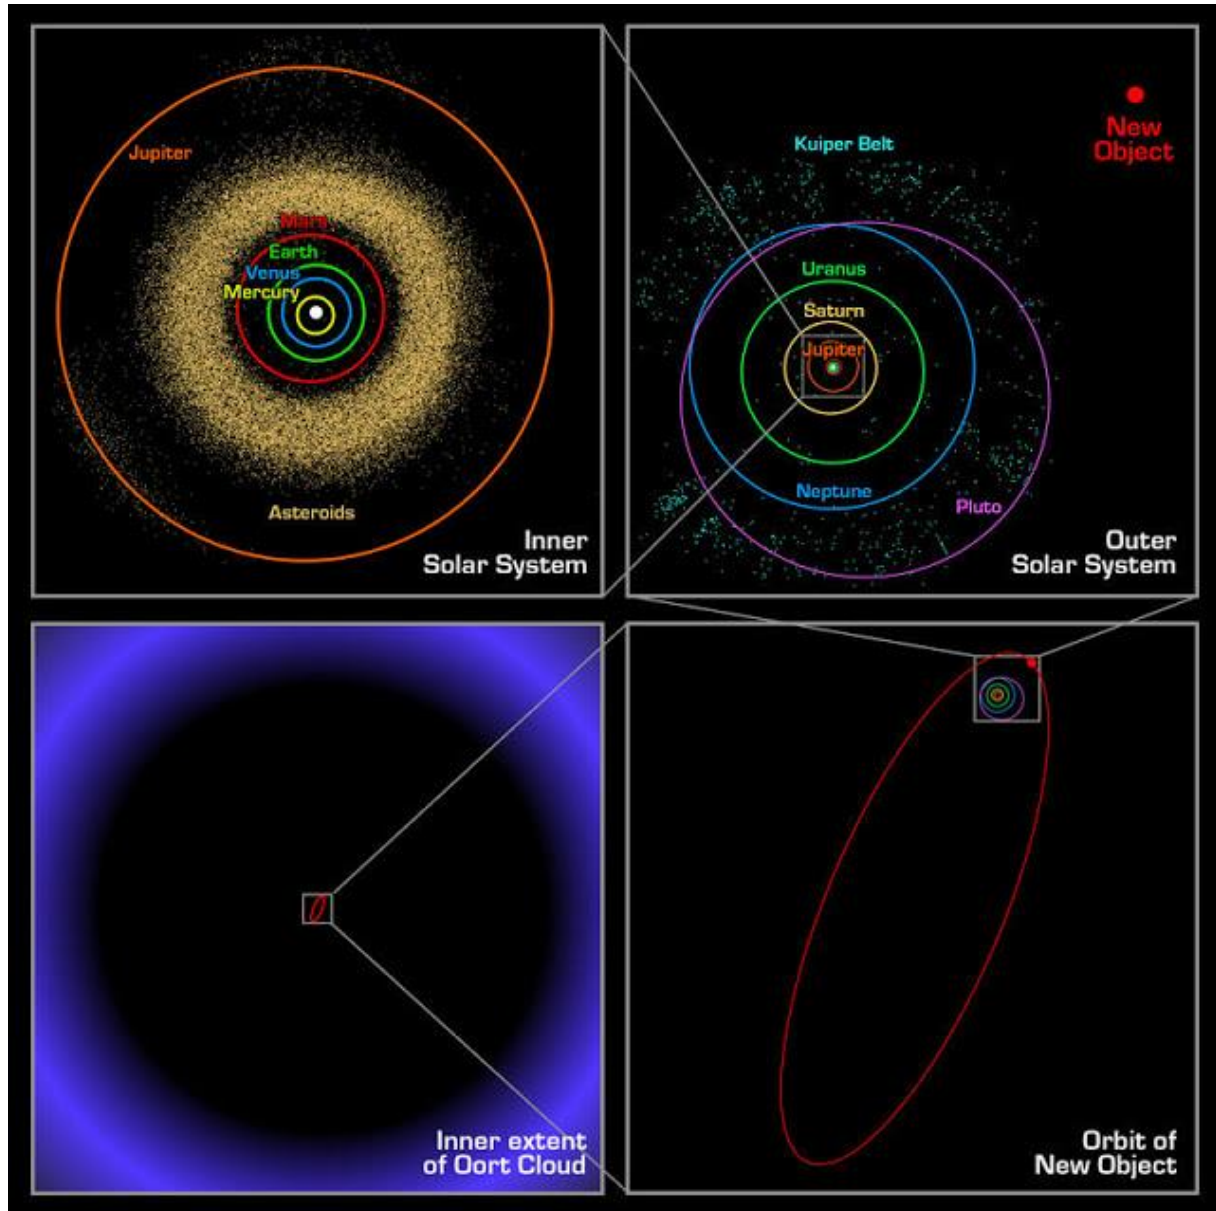 Jupiter
Mars
Earth
Venus
Mercury
Asteroids
Inner
Solar System
New
Object
Kuiper Belt
Uranus
Saturn
Jupiter
Neptune
Pluto
Outer
Solar System
Inner extent
of Oort Cloud
Orbit of
New Object